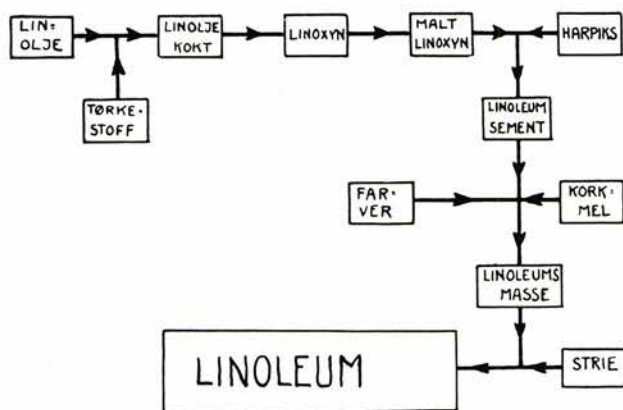 LIN-
OLJE
TØRKE-
STOFF
LINOLJE
KOKT
LINOXYN
MALT
LINOXYN
HARPIKS
LINOLEUM
SEMENT
FAR-
VER
KORK-
MEL
LINOLEUMS
MASSE
STRIE
LINOLEUM